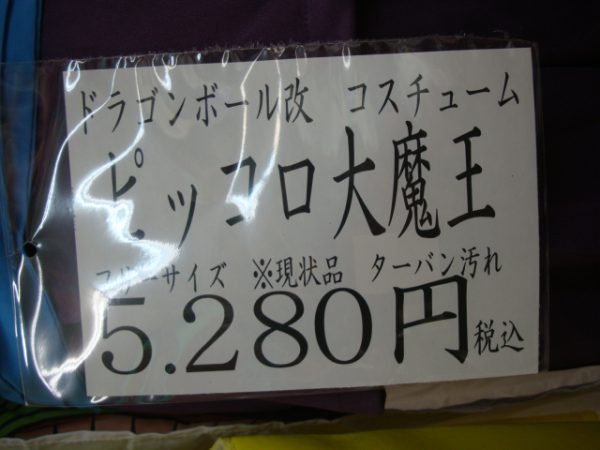 ドラゴンボール改　コスチューム
ピッコロ大魔王
フリーサイズ　※現状品　ターバン汚れ
5.280円税込